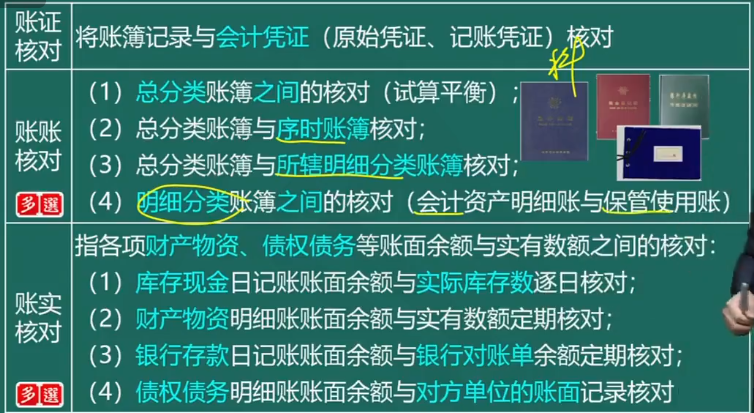 账证
核对
将账簿记录与会计凭证（原始凭证、记账凭证）核对
账账
核对
多選
（1）总分类账簿之间的核对（试算平衡）；
（2）总分类账簿与序时账簿核对；
（3）总分类账簿与所辖明细分类账簿核对；
（4）明细分类账簿之间的核对（会计资产明细账与保管使用账）
账实
核对
多選
指各项财产物资、债权债务等账面余额与实有数额之间的核对：
（1）库存现金日记账账面余额与实际库存数逐日核对；
（2）财产物资明细账账面余额与实有数额定期核对；
（3）银行存款日记账账面余额与银行对账单余额定期核对；
（4）债权债务明细账账面余额与对方单位的账面记录核对